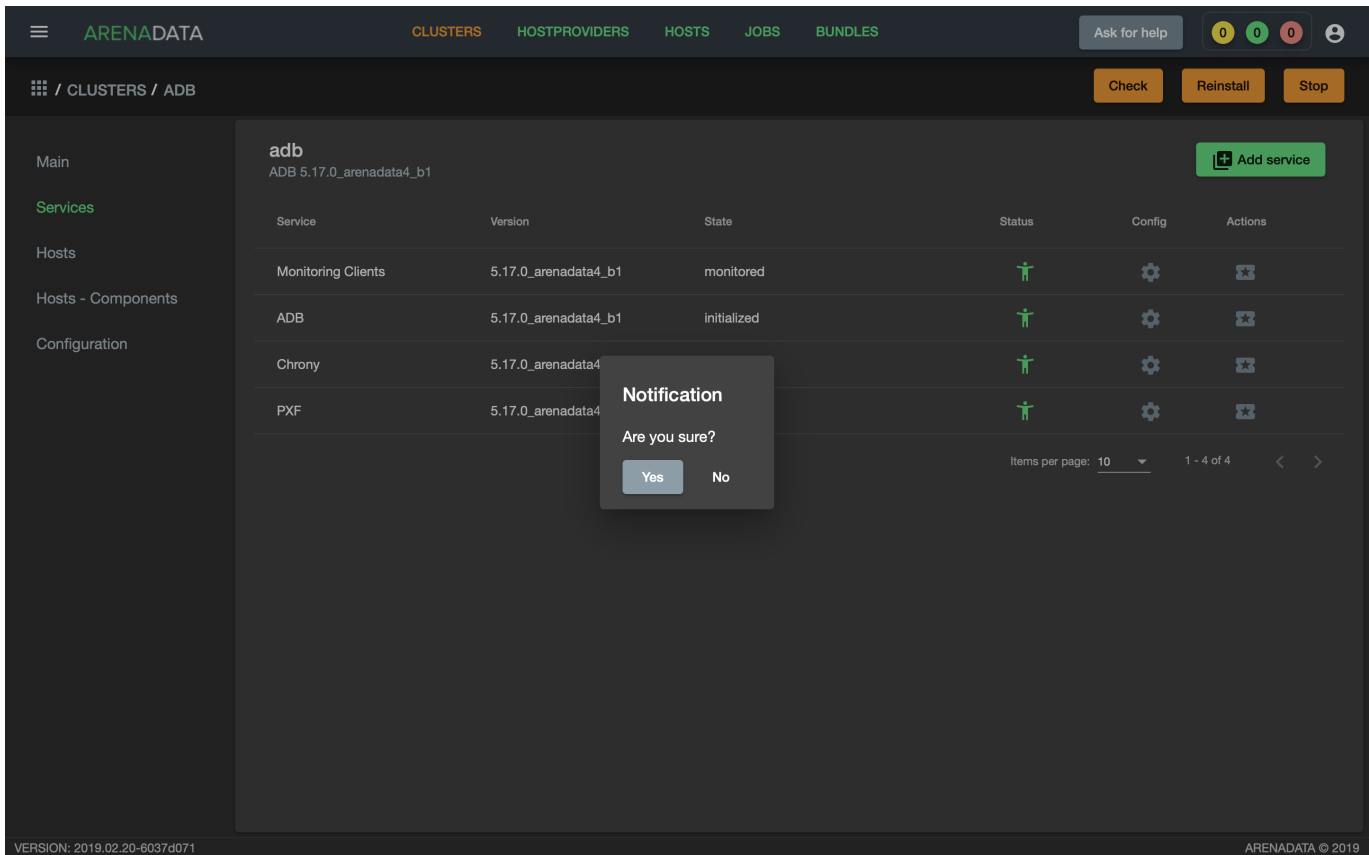 ARENADATA CLUSTERS HOSTPROVIDERS HOSTS JOBS BUNDLES Ask for help 0 0 0
/ CLUSTERS / ADB Check Reinstall Stop
Main
Services
Hosts
Hosts - Components
Configuration
adb
ADB 5.17.0_arenadata4_b1
Add service
Service Version State Status Config Actions
Monitoring Clients 5.17.0_arenadata4_b1 monitored
ADB 5.17.0_arenadata4_b1 initialized
Chrony 5.17.0_arenadata4
PXF 5.17.0_arenadata4
Notification
Are you sure?
Yes No
Items per page: 10 1 - 4 of 4
VERSION: 2019.02.20-6037d071 ARENADATA © 2019